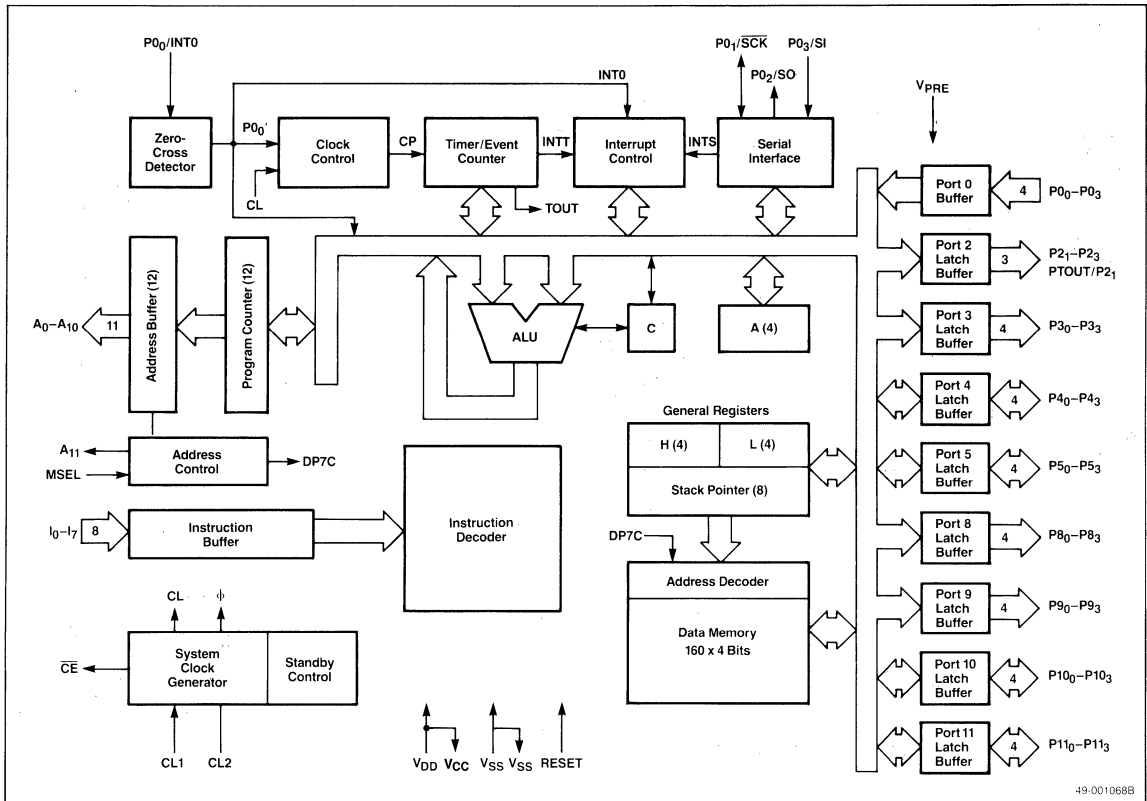 P0₀/INT0
P0₁/S̅C̅K̅
P0₃/SI
P0₂/SO
INT0
VPRE
Zero-
Cross
Detector
P0₀'
Clock
Control
CP
Timer/Event
Counter
INTT
Interrupt
Control
INTS
Serial
Interface
CL
TOUT
Port 0
Buffer
4
P0₀–P0₃
Port 2
Latch
Buffer
3
P2₁–P2₃
PTOUT/P2₁
Port 3
Latch
Buffer
4
P3₀–P3₃
Port 4
Latch
Buffer
4
P4₀–P4₃
Port 5
Latch
Buffer
4
P5₀–P5₃
Port 8
Latch
Buffer
4
P8₀–P8₃
Port 9
Latch
Buffer
4
P9₀–P9₃
Port 10
Latch
Buffer
4
P10₀–P10₃
Port 11
Latch
Buffer
4
P11₀–P11₃
A₀–A₁₀
11
Address Buffer (12)
Program Counter (12)
ALU
C
A (4)
A₁₁
MSEL
Address
Control
DP7C
I₀–I₇
8
Instruction
Buffer
Instruction
Decoder
General Registers
H (4)
L (4)
Stack Pointer (8)
DP7C
Address Decoder
Data Memory
160 x 4 Bits
CL
ϕ
C̅E̅
System
Clock
Generator
Standby
Control
CL1
CL2
VDD
VCC
VSS
VSS
RESET
49-001068B